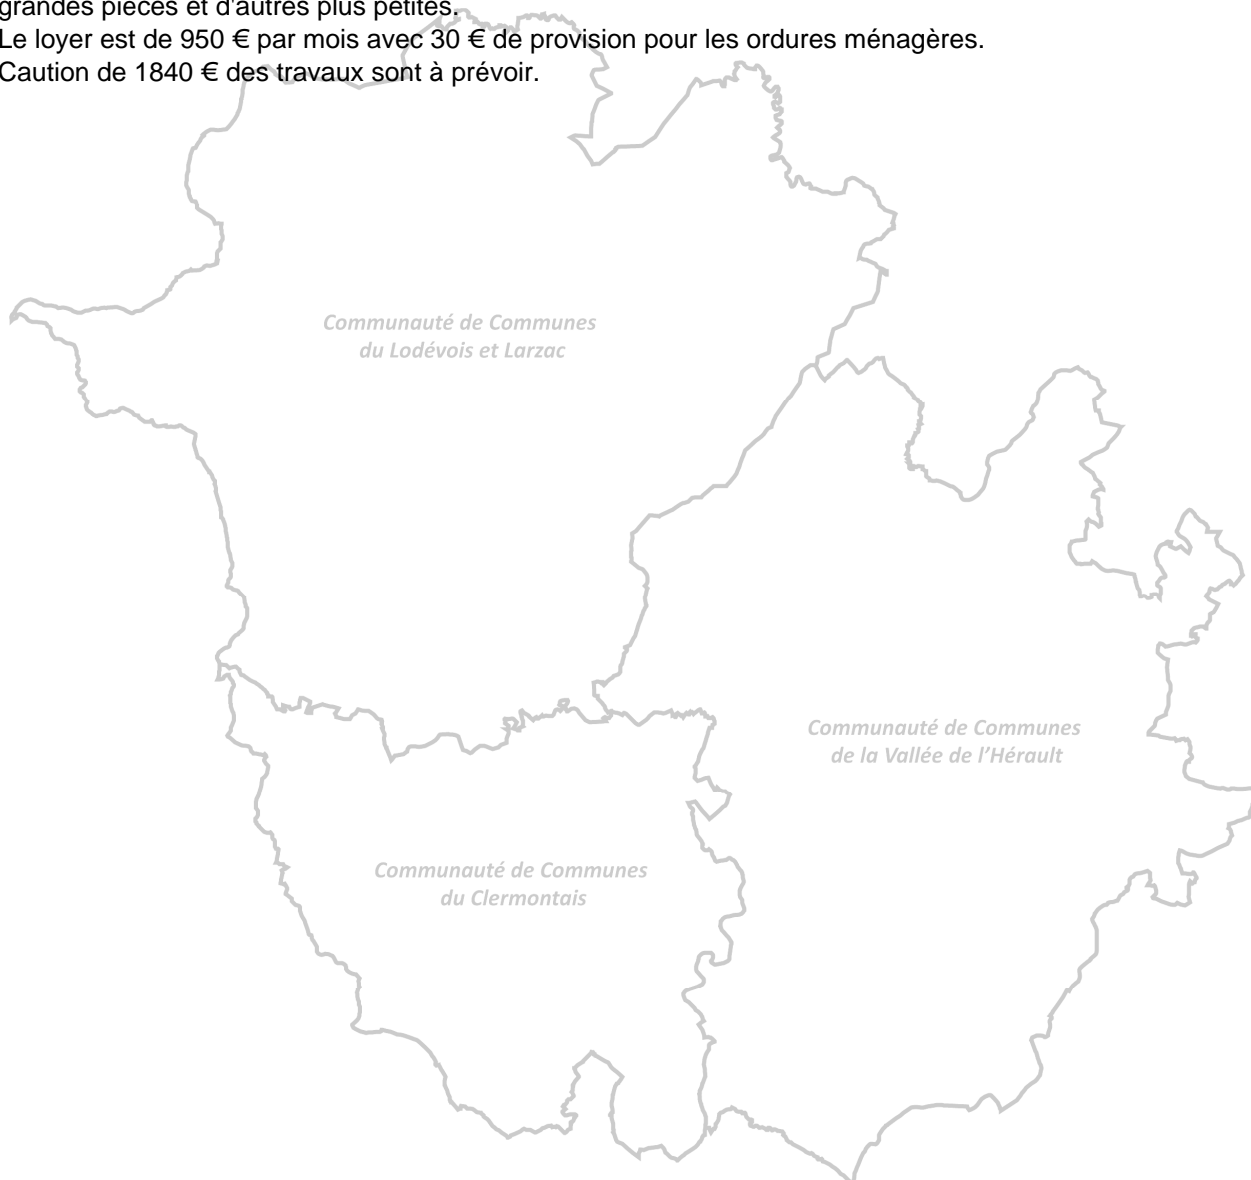 grandes pièces et d'autres plus petites.
Le loyer est de 950 € par mois avec 30 € de provision pour les ordures ménagères.
Caution de 1840 € des travaux sont à prévoir.
Communauté de Communes
du Lodévois et Larzac
Communauté de Communes
de la Vallée de l'Hérault
Communauté de Communes
du Clermontais